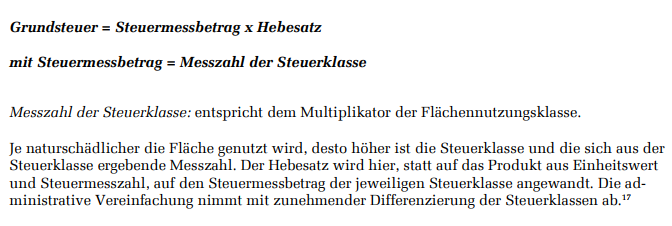 Grundsteuer = Steuermessbetrag x Hebesatz
mit Steuermessbetrag = Messzahl der Steuerklasse
Messzahl der Steuerklasse: entspricht dem Multiplikator der Flächennutzungsklasse.
Je naturschädlicher die Fläche genutzt wird, desto höher ist die Steuerklasse und die sich aus der
Steuerklasse ergebende Messzahl. Der Hebesatz wird hier, statt auf das Produkt aus Einheitswert
und Steuermesszahl, auf den Steuermessbetrag der jeweiligen Steuerklasse angewandt. Die ad-
ministrative Vereinfachung nimmt mit zunehmender Differenzierung der Steuerklassen ab.¹⁷